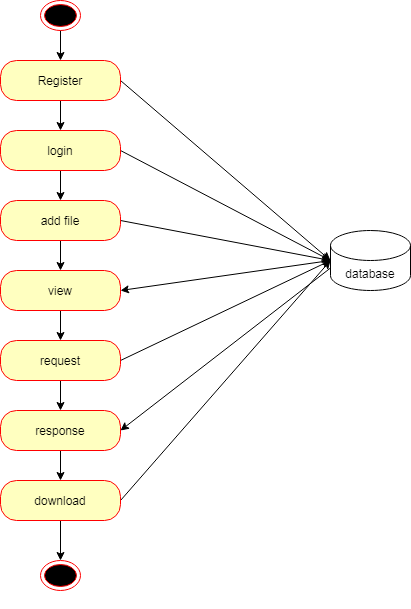 Register
login
add file
view
database
request
response
download